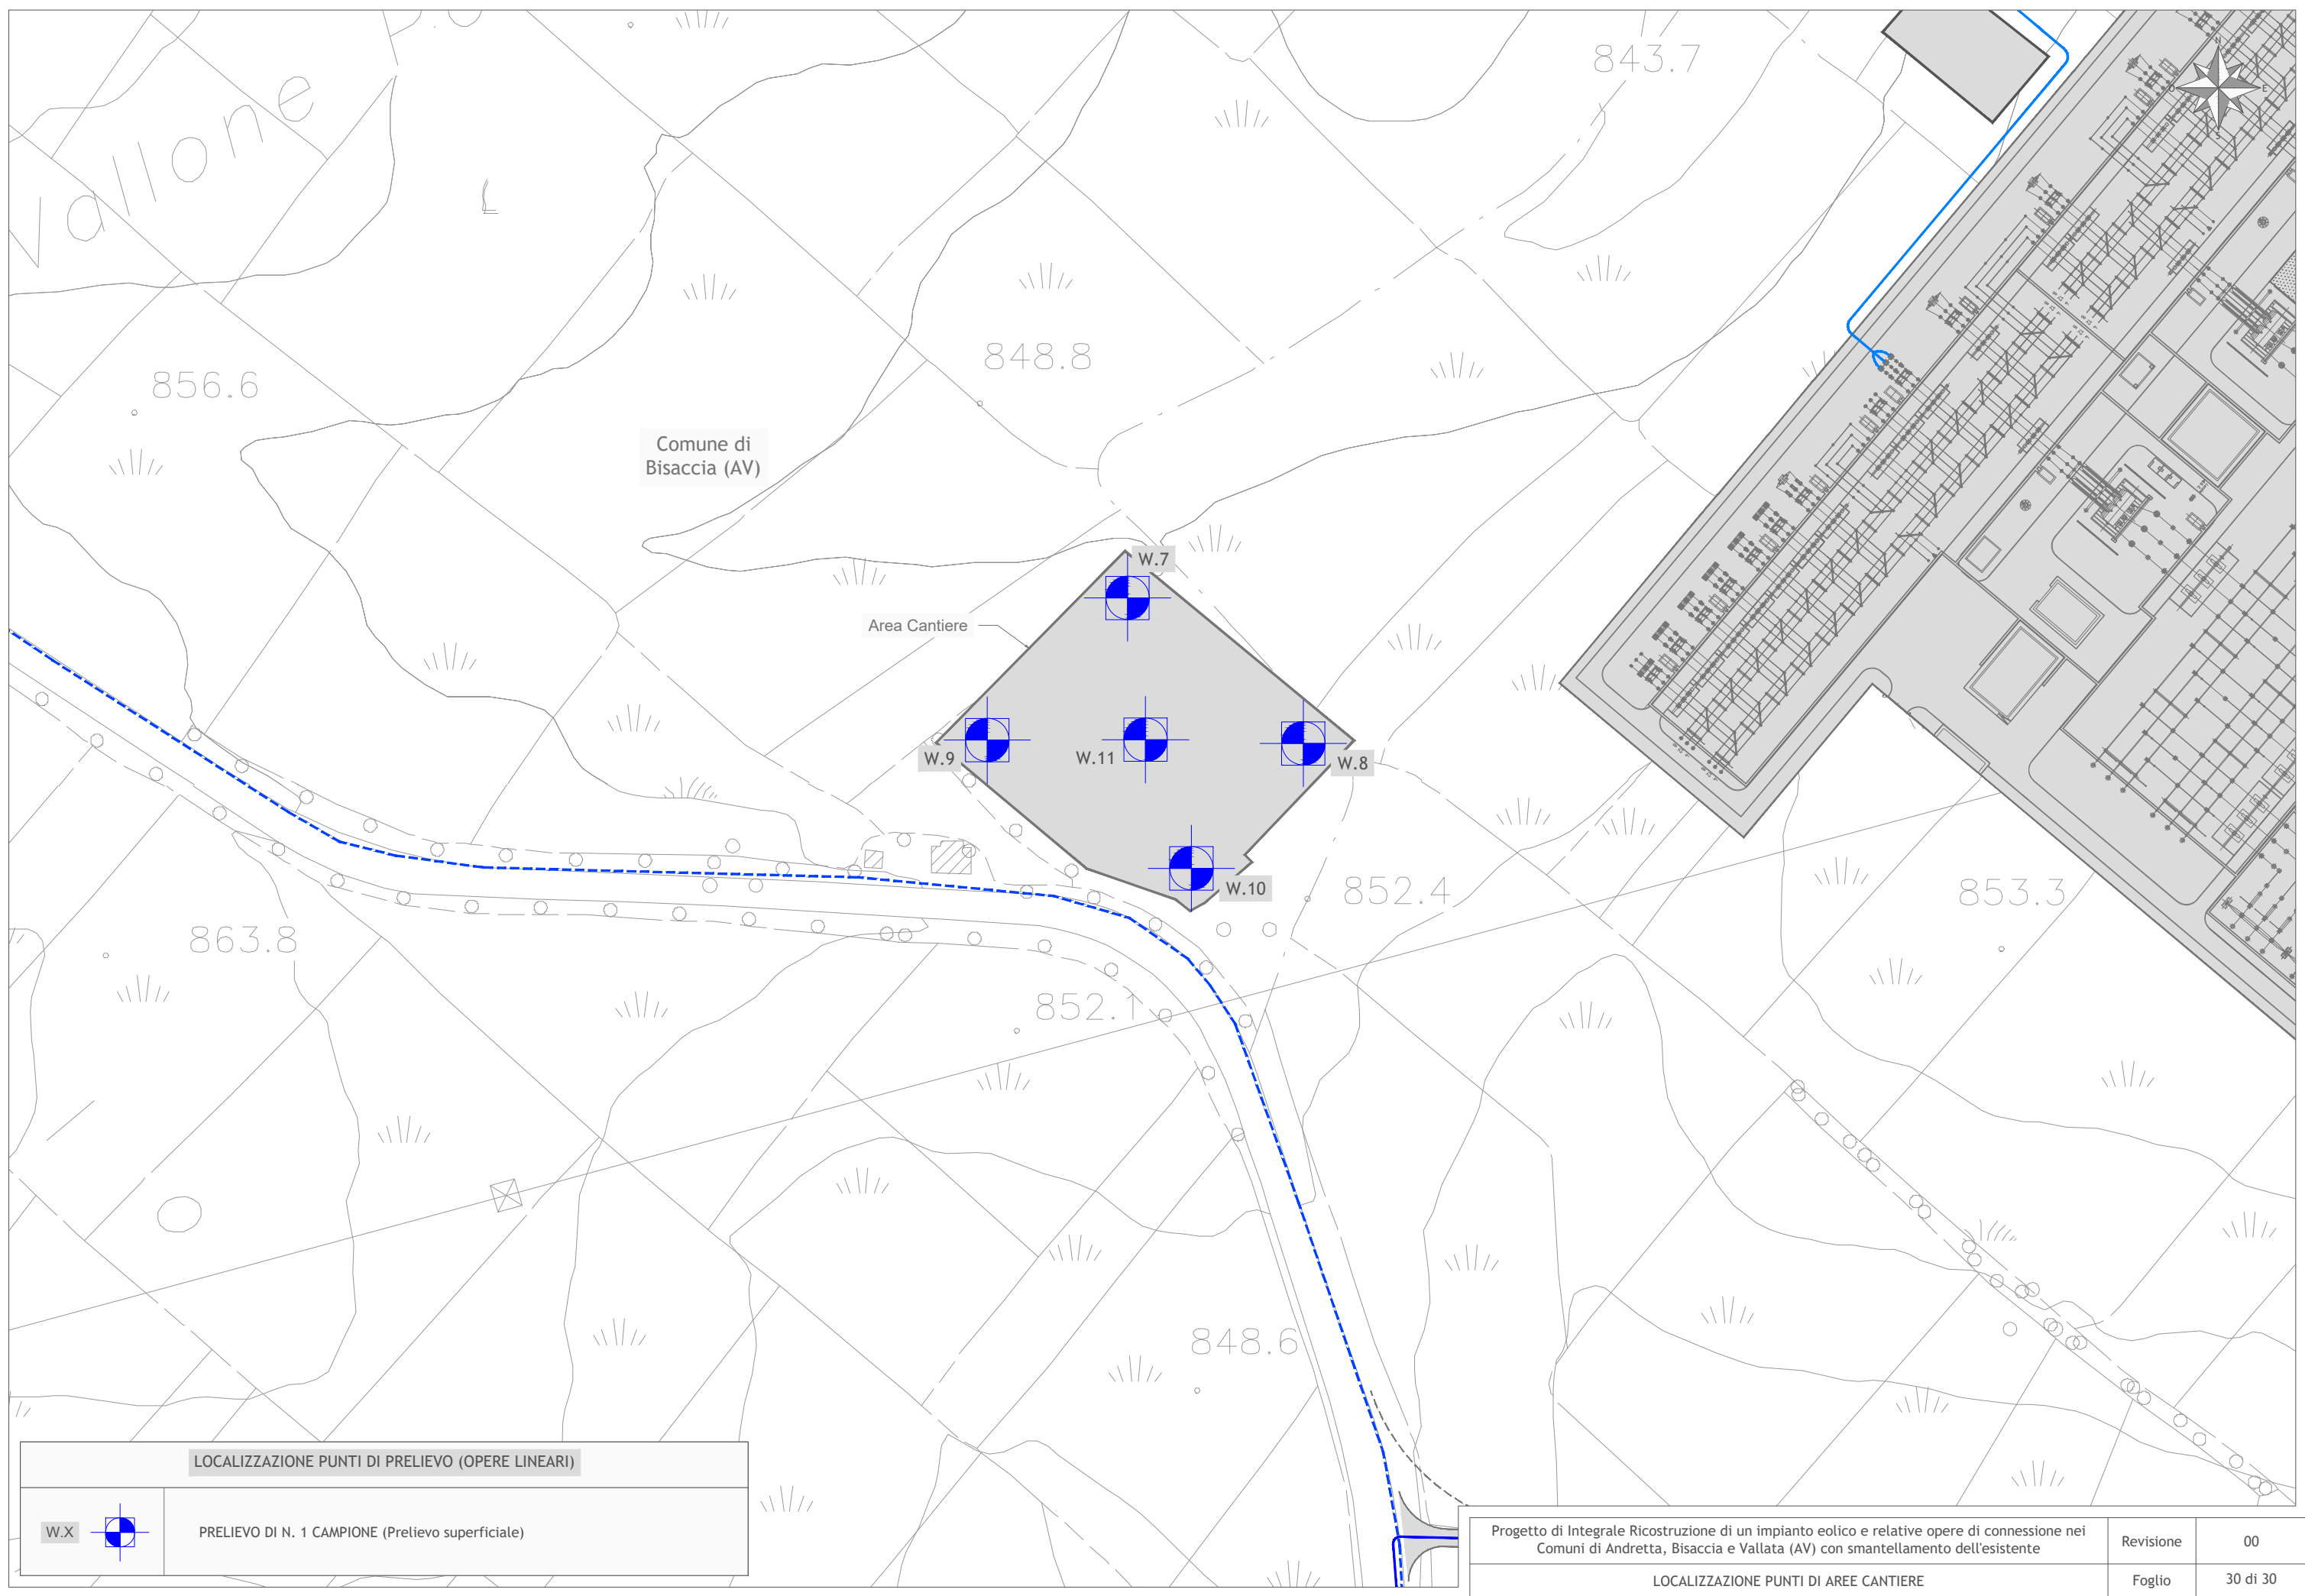 vallone
843.7
N
O
E
S
848.8
856.6
Comune di
Bisaccia (AV)
W.7
Area Cantiere
W.9
W.11
W.8
W.10
852.4
853.3
863.8
852.1
848.6
LOCALIZZAZIONE PUNTI DI PRELIEVO (OPERE LINEARI)
W.X
PRELIEVO DI N. 1 CAMPIONE (Prelievo superficiale)
Progetto di Integrale Ricostruzione di un impianto eolico e relative opere di connessione nei
Comuni di Andretta, Bisaccia e Vallata (AV) con smantellamento dell'esistente
Revisione
00
LOCALIZZAZIONE PUNTI DI AREE CANTIERE
Foglio
30 di 30